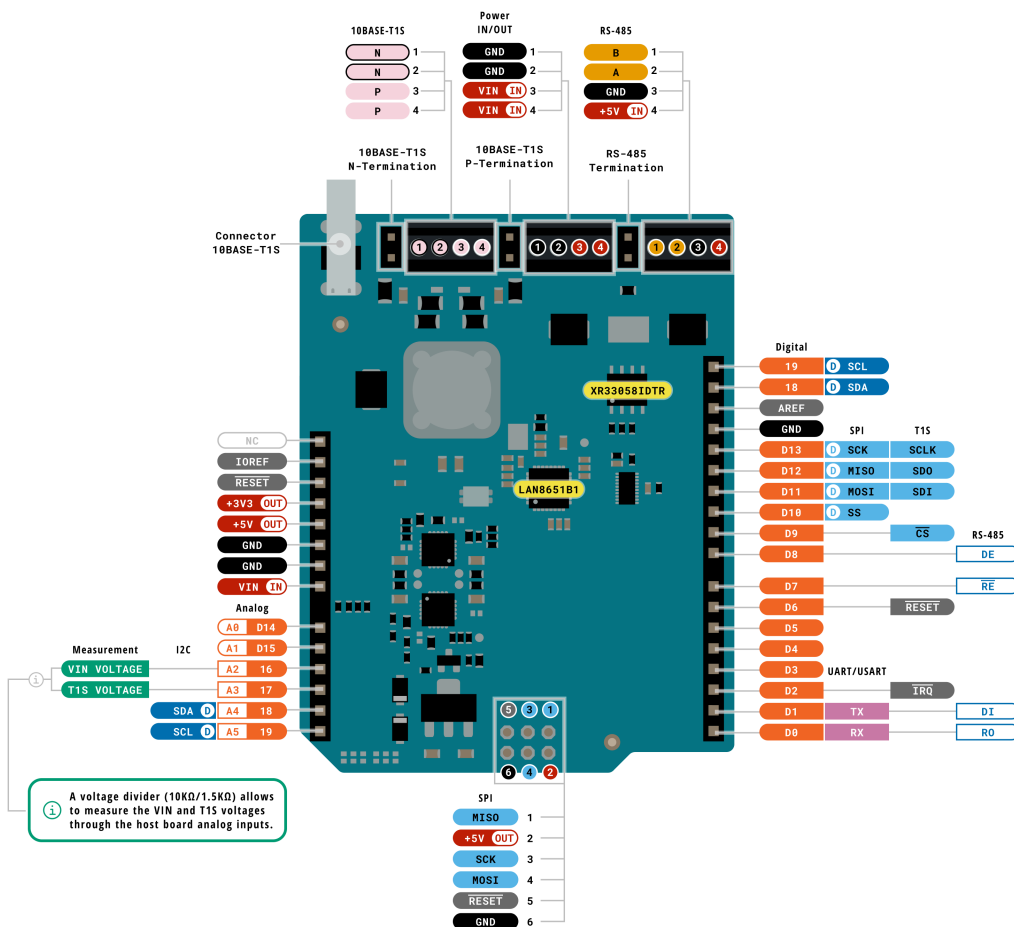 10BASE-T1S
N 1
N 2
P 3
P 4
Power
IN/OUT
GND 1
GND 2
VIN IN 3
VIN IN 4
RS-485
B 1
A 2
GND 3
+5V IN 4
10BASE-T1S
N-Termination
10BASE-T1S
P-Termination
RS-485
Termination
Connector
10BASE-T1S
1 2 3 4
1 2 3 4
1 2 3 4
XR33058IDTR
LAN8651B1
NC
IOREF
RESET
+3V3 OUT
+5V OUT
GND
GND
VIN IN
Analog
A0 D14
A1 D15
Measurement I2C
VIN VOLTAGE A2 16
T1S VOLTAGE A3 17
SDA D A4 18
SCL D A5 19
i
i
A voltage divider (10KΩ/1.5KΩ) allows
to measure the VIN and T1S voltages
through the host board analog inputs.
Digital
19 D SCL
18 D SDA
AREF
GND SPI T1S
D13 D SCK SCLK
D12 D MISO SDO
D11 D MOSI SDI
D10 D SS
D9 CS RS-485
D8 DE
D7 RE
D6 RESET
D5
D4
D3 UART/USART
D2 IRQ
D1 TX DI
D0 RX RO
5 3 1
6 4 2
SPI
MISO 1
+5V OUT 2
SCK 3
MOSI 4
RESET 5
GND 6